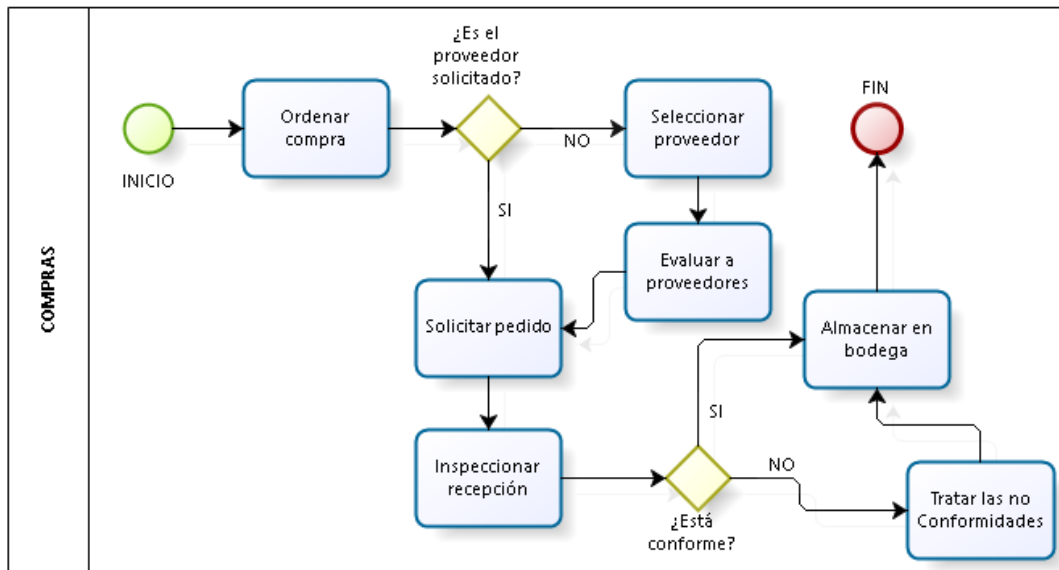 COMPRAS
INICIO
Ordenar
compra
¿Es el
proveedor
solicitado?
NO
SI
Seleccionar
proveedor
Evaluar a
proveedores
Solicitar pedido
Inspeccionar
recepción
¿Está
conforme?
SI
NO
Tratar las no
Conformidades
Almacenar en
bodega
FIN